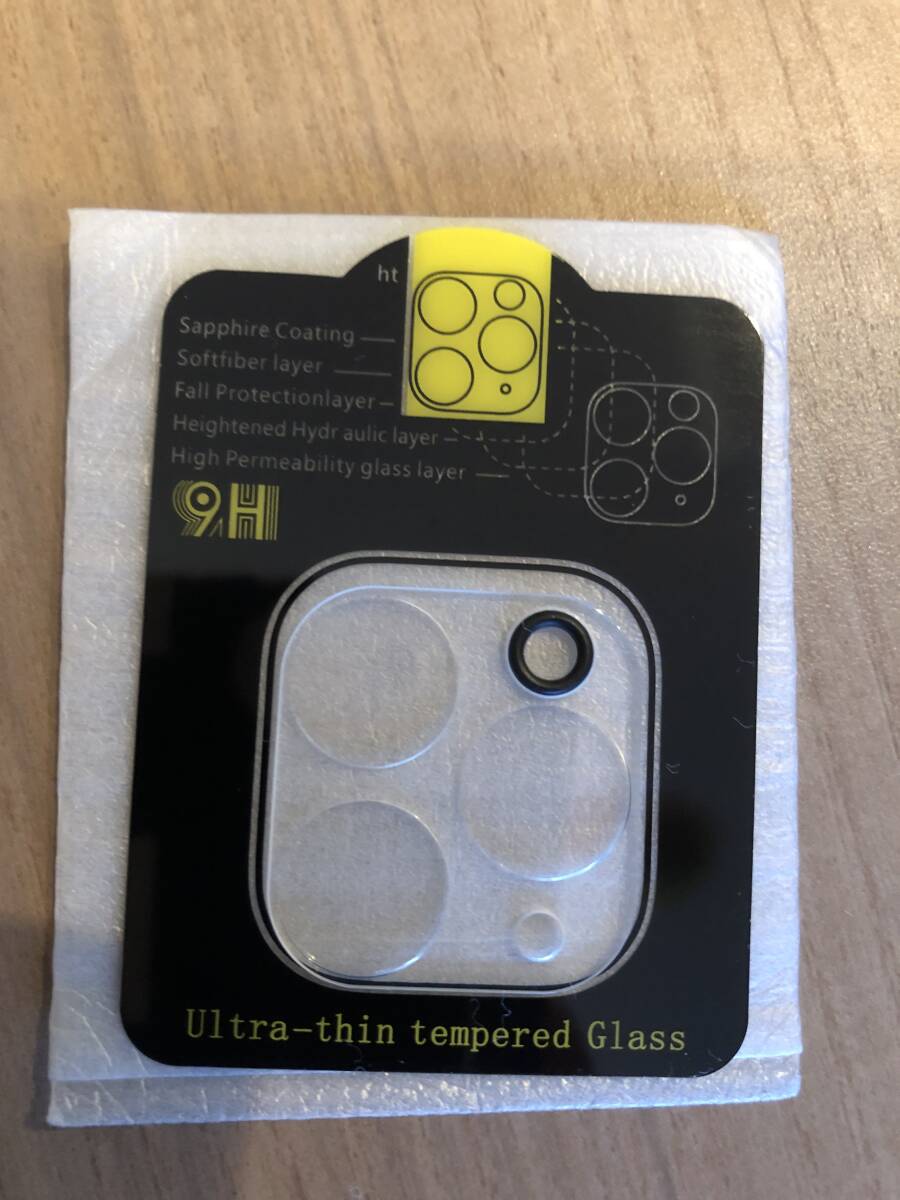 ht
Sapphire Coating
Softfiber layer
Fall Protectionlayer
Heightened Hydr aulic layer
High Permeability glass layer
9H
Ultra-thin tempered Glass